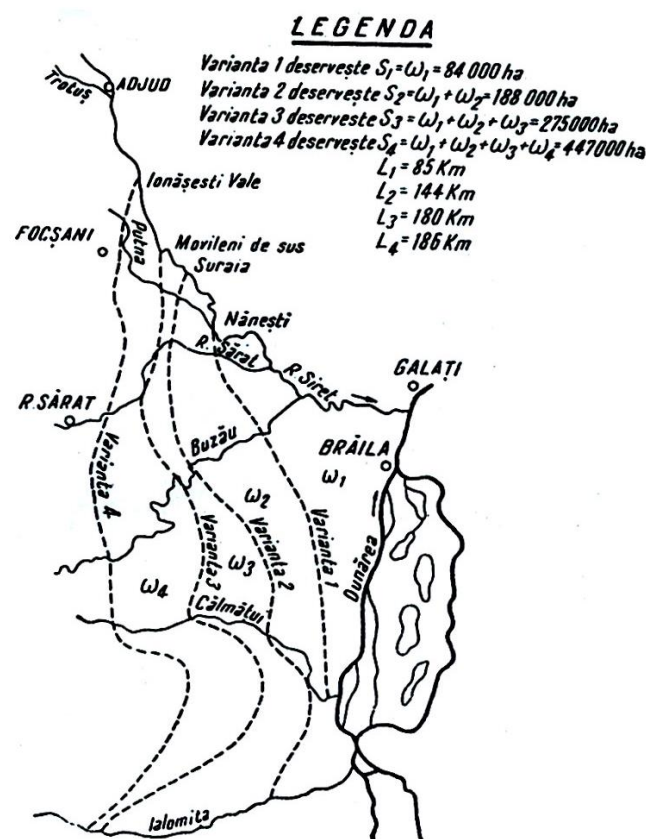 LEGENDA
Varianta 1 deservește S₁=ω₁=84 000 ha
Varianta 2 deservește S₂=ω₁+ω₂=188 000 ha
Varianta 3 deserveste S₃=ω₁+ω₂+ω₃=275000ha
Varianta 4 deservește S₄=ω₁+ω₂+ω₃+ω₄=447000ha
L₁=85 Km
L₂=144 Km
L₃=180 Km
L₄=186 Km
Trotuș
ADJUD
Ionășești Vale
Putna
FOCȘANI
Movileni de sus
Suraia
Nănești
R. Sărat
R. Siret
GALAȚI
R. SĂRAT
Buzău
BRĂILA
ω₁
Varianta 4
ω₂
Varianta 3
Varianta 2
Varianta 1
Dunărea
ω₃
ω₄
Călmățui
Ialomita